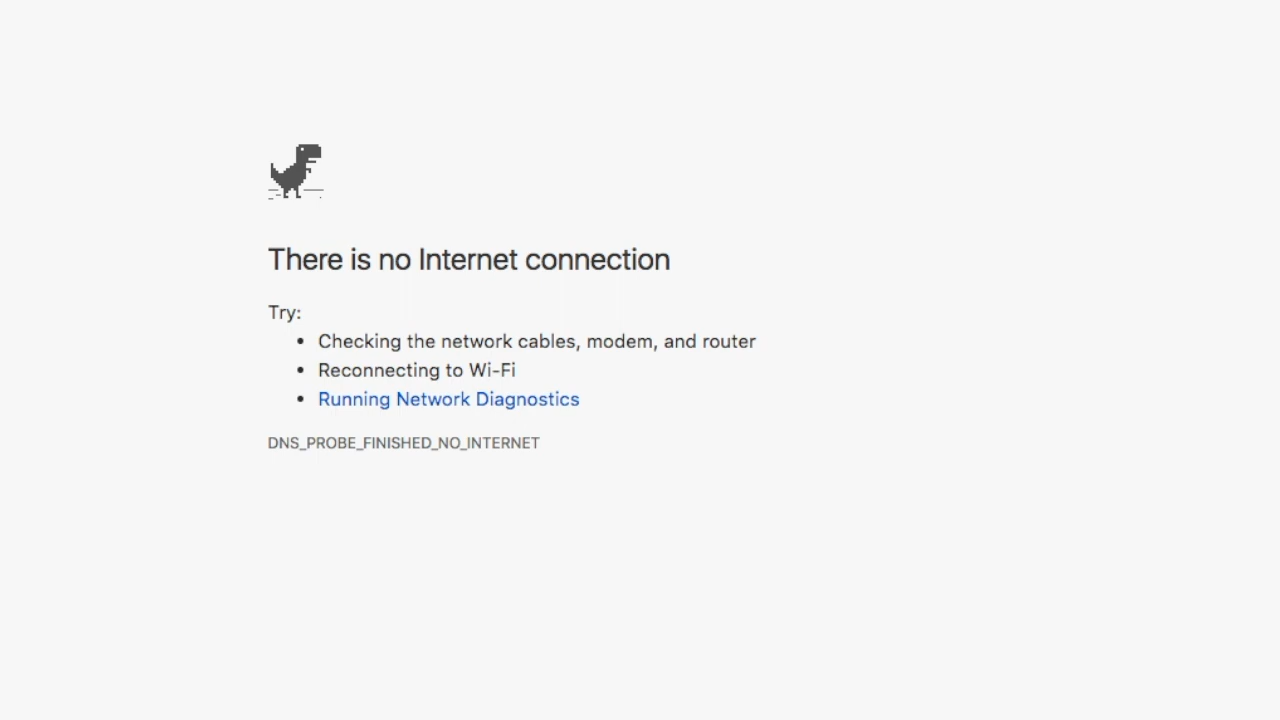 There is no Internet connection
Try:
• Checking the network cables, modem, and router
• Reconnecting to Wi-Fi
• Running Network Diagnostics
DNS_PROBE_FINISHED_NO_INTERNET